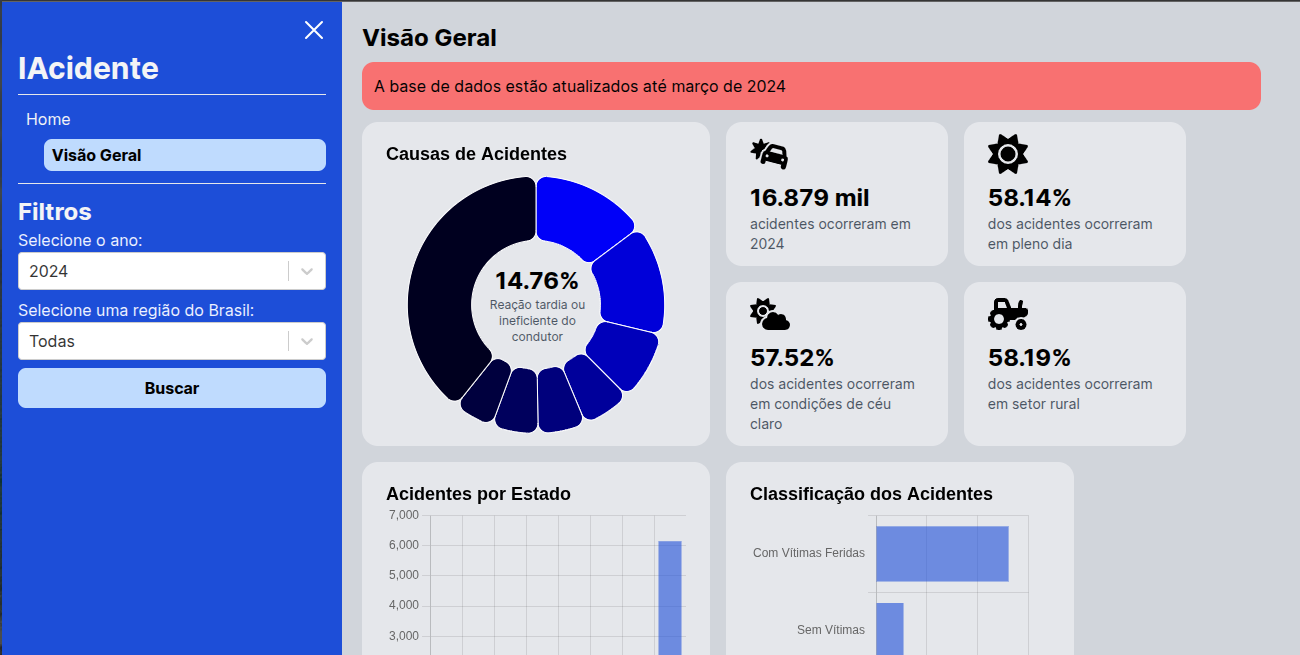 IAcidente
Home
Visão Geral
Filtros
Selecione o ano:
2024
Selecione uma região do Brasil:
Todas
Buscar
Visão Geral
A base de dados estão atualizados até março de 2024
Causas de Acidentes
14.76%
Reação tardia ou
ineficiente do
condutor
16.879 mil
acidentes ocorreram em
2024
58.14%
dos acidentes ocorreram
em pleno dia
57.52%
dos acidentes ocorreram
em condições de céu
claro
58.19%
dos acidentes ocorreram
em setor rural
Acidentes por Estado
7,000
6,000
5,000
4,000
3,000
Classificação dos Acidentes
Com Vítimas Feridas
Sem Vítimas